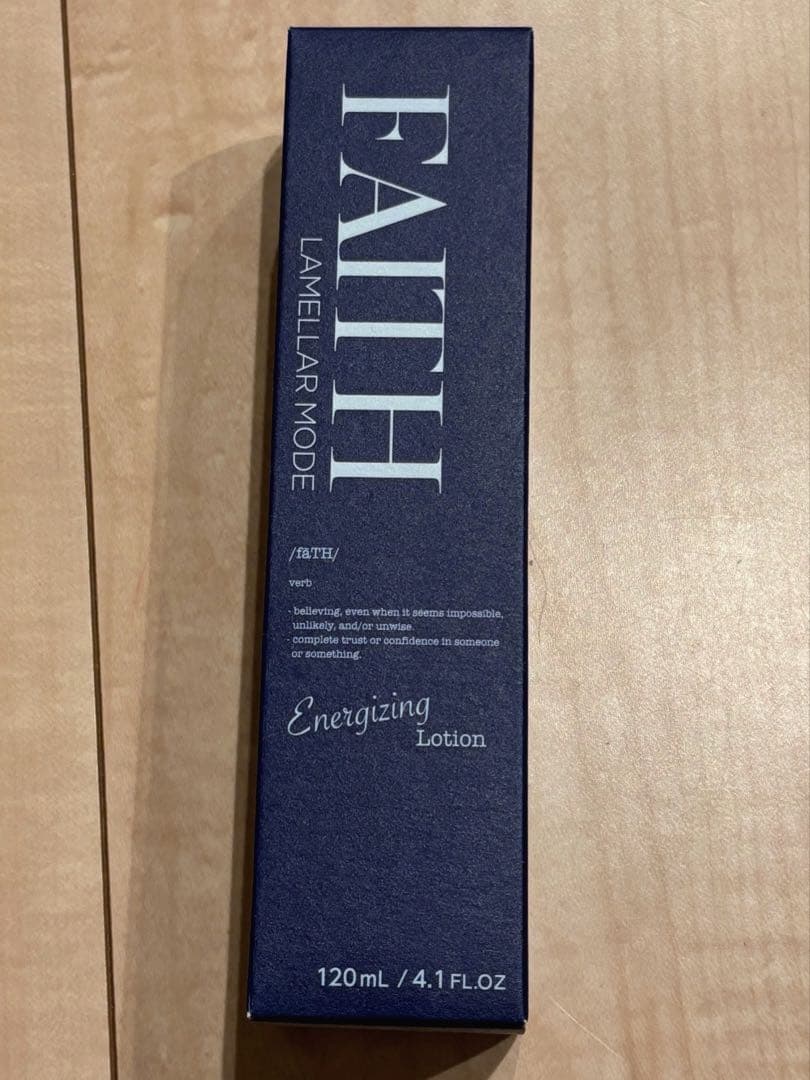 FAITH
LAMELLAR MODE
/fāTH/
verb
- believing, even when it seems impossible,
unlikely, and/or unwise.
- complete trust or confidence in someone
or something.
Energizing
Lotion
120mL / 4.1 FL.OZ